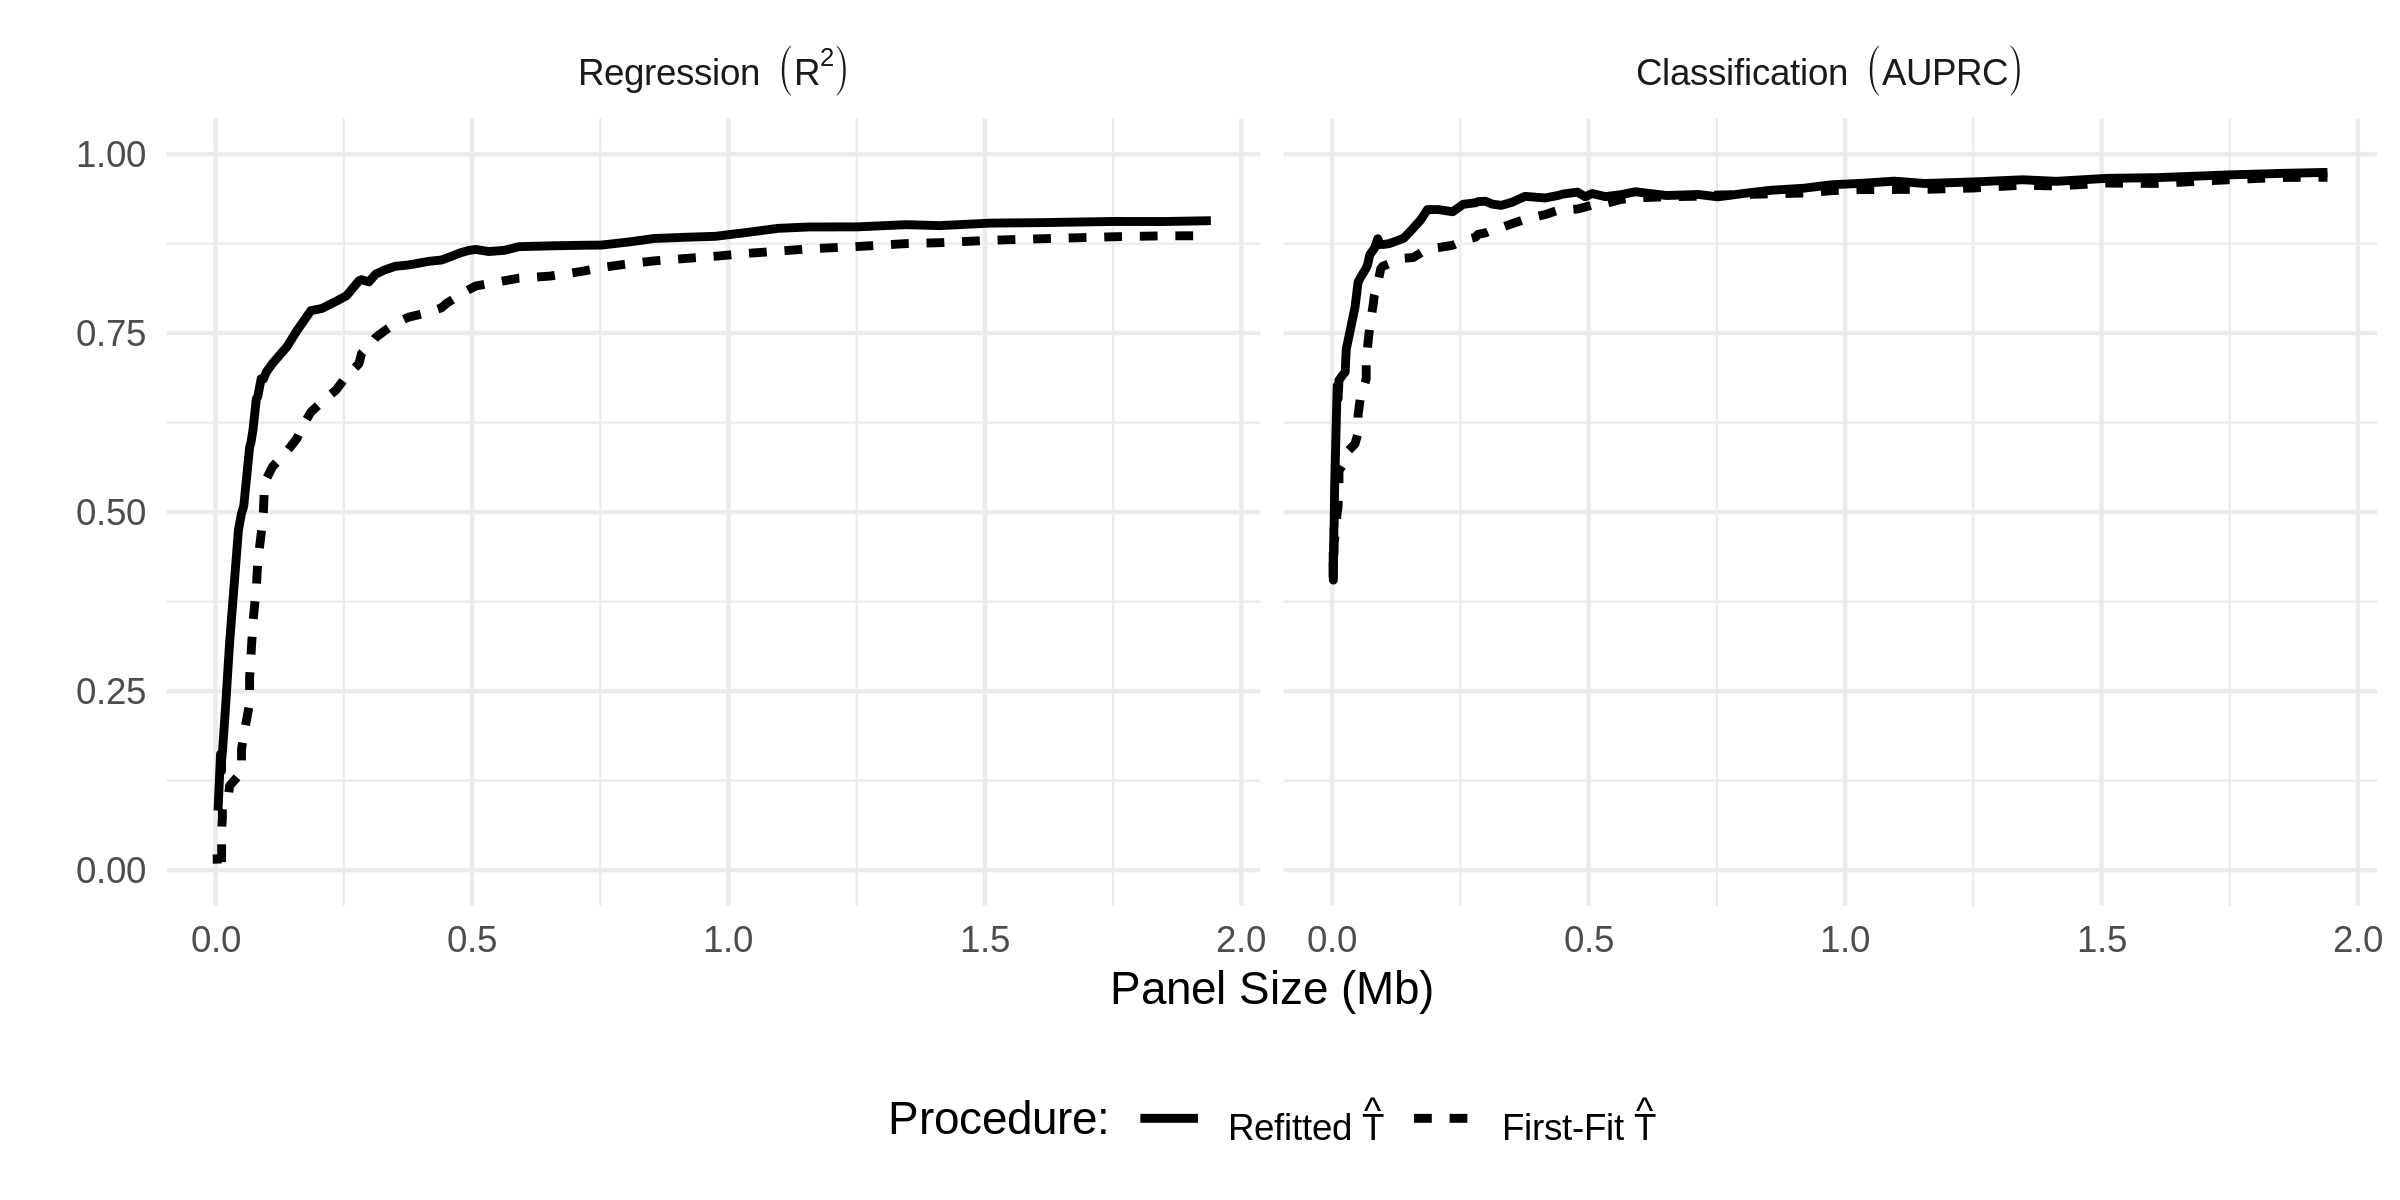 Regression (R²)
Classification (AUPRC)
1.00
0.75
0.50
0.25
0.00
0.0 0.5 1.0 1.5 2.0 0.0 0.5 1.0 1.5 2.0
Panel Size (Mb)
Procedure: Refitted T̂ First-Fit T̂